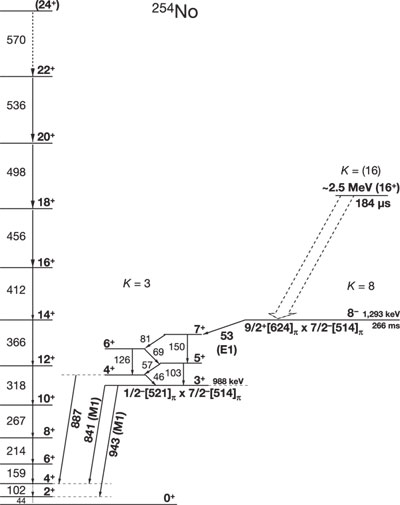 (24⁺)
²⁵⁴No
570
22⁺
536
20⁺
498
K = (16)
~2.5 MeV (16⁺)
18⁺
184 µs
456
16⁺
K = 3
K = 8
412
14⁺
7⁺
8⁻ 1,293 keV
53
(E1)
9/2⁺[624]π x 7/2⁻[514]π
266 ms
366
6⁺
81
150
69
12⁺
126
57
5⁺
4⁺
103
318
46
3⁺ 988 keV
1/2⁻[521]π x 7/2⁻[514]π
10⁺
267
887
841 (M1)
943 (M1)
8⁺
214
6⁺
159
4⁺
102
2⁺
44
0⁺